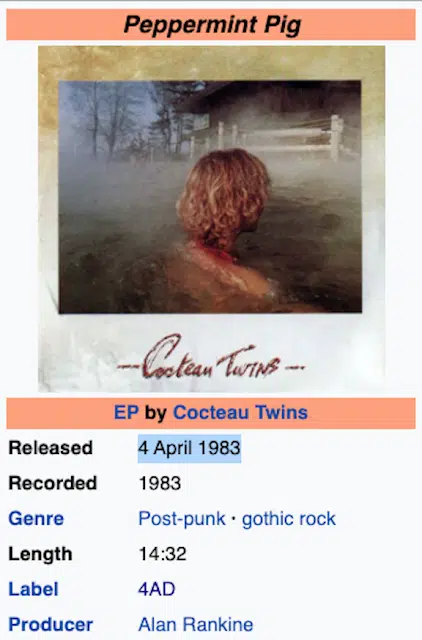 Peppermint Pig
—Cocteau Twins—
EP by Cocteau Twins
Released 4 April 1983
Recorded 1983
Genre Post-punk · gothic rock
Length 14:32
Label 4AD
Producer Alan Rankine